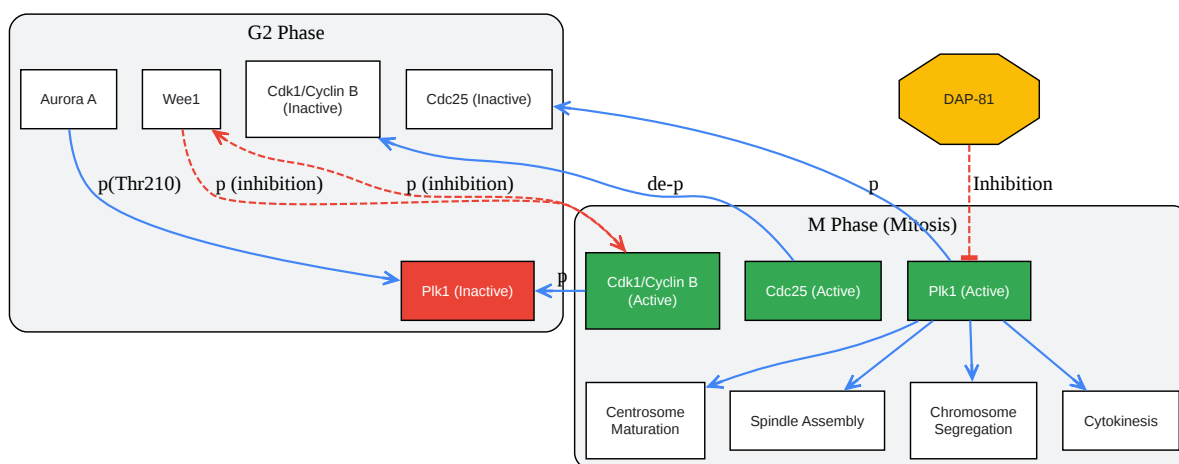 G2 Phase
Aurora A
Wee1
Cdk1/Cyclin B
(Inactive)
Cdc25 (Inactive)
DAP-81
p(Thr210)
p (inhibition)
p (inhibition)
de-p
p
Inhibition
M Phase (Mitosis)
Plk1 (Inactive)
p
Cdk1/Cyclin B
(Active)
Cdc25 (Active)
Plk1 (Active)
Centrosome
Maturation
Spindle Assembly
Chromosome
Segregation
Cytokinesis